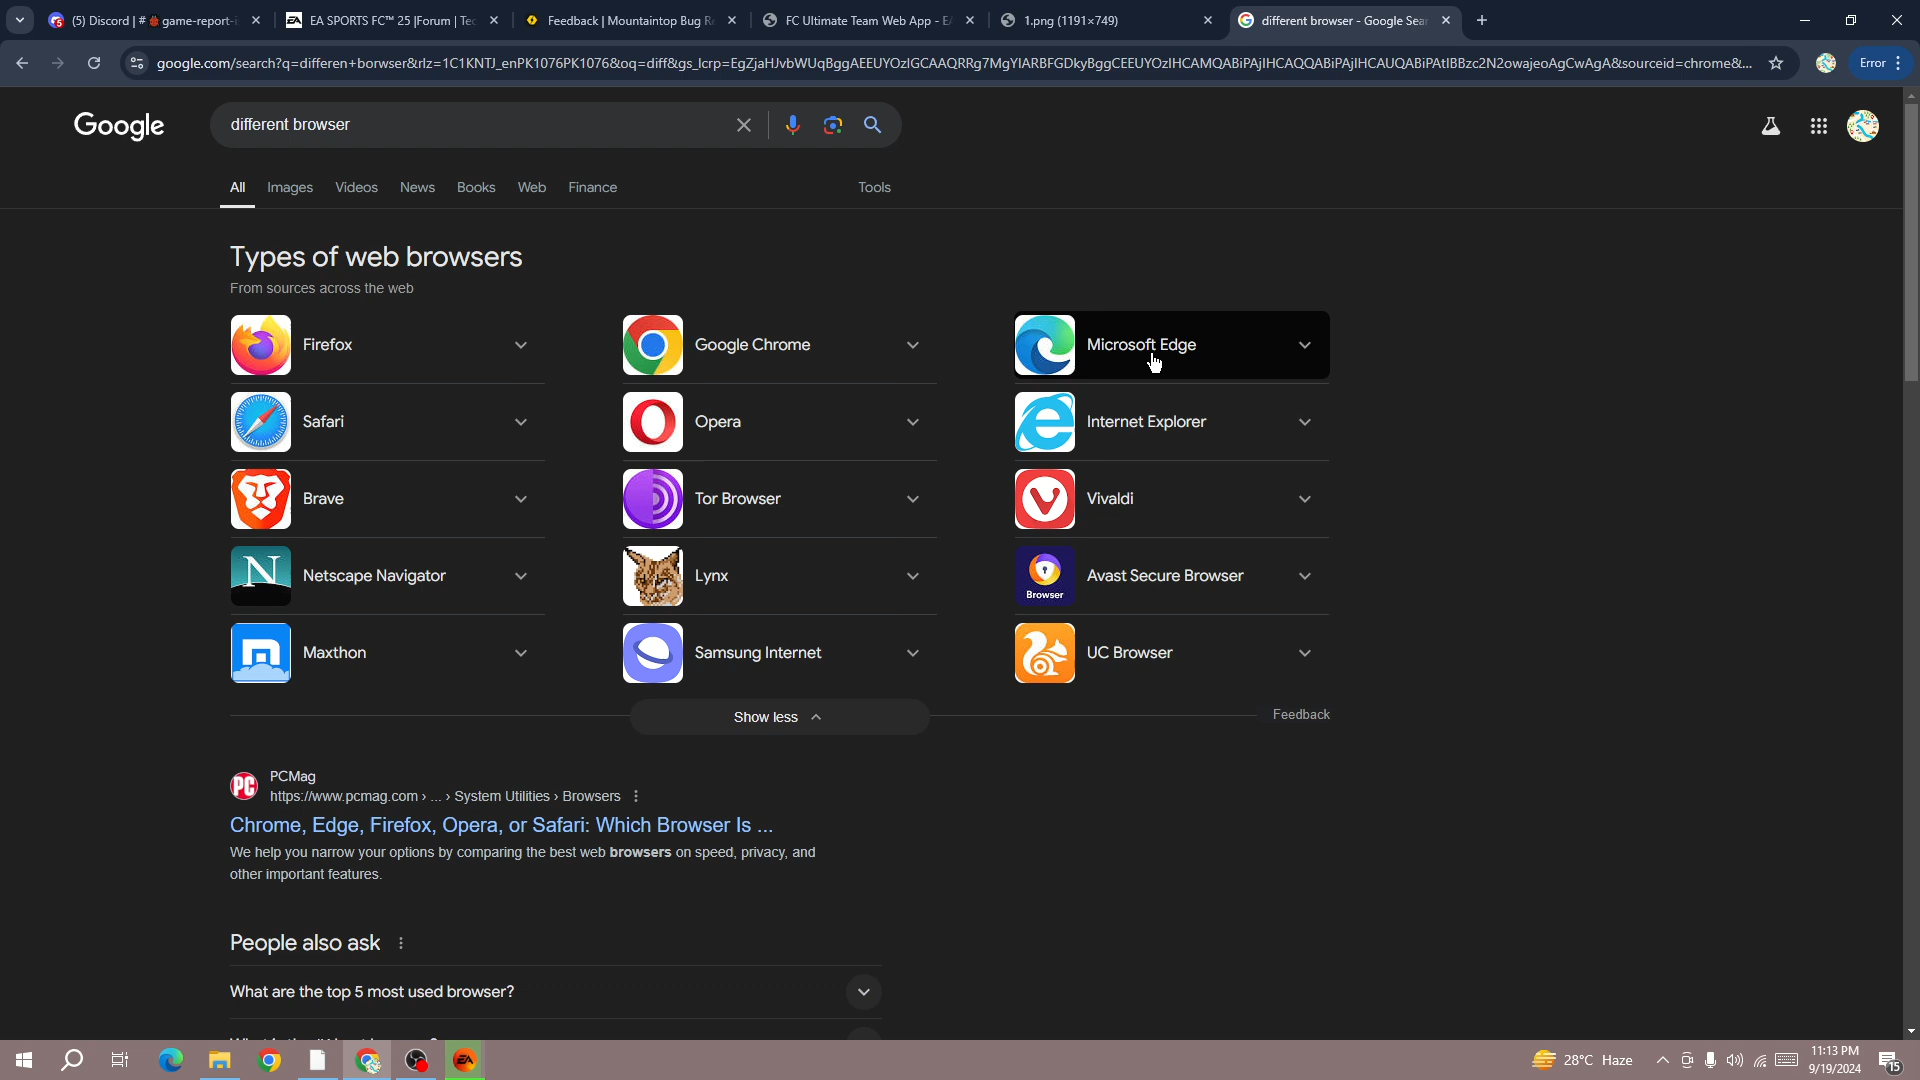 (5) Discord | # game-report-
EA SPORTS FC™ 25 |Forum | Tec
Feedback | Mountaintop Bug R
FC Ultimate Team Web App - E
1.png (1191×749)
different browser - Google Sea
google.com/search?q=differen+borwser&rlz=1C1KNTJ_enPK1076PK1076&oq=diff&gs_lcrp=EgZjaHJvbWUqBggAEEUYOzIGCAAQRRg7MgYIARBFGDkyBggCEEUYOzIHCAMQABiPAjIHCAQQABiPAjIHCAUQABiPAtIBBzc2N2owajeoAgCwAgA&sourceid=chrome&...
Error
Google
different browser
All Images Videos News Books Web Finance Tools
Types of web browsers
From sources across the web
Firefox Google Chrome Microsoft Edge
Safari Opera Internet Explorer
Brave Tor Browser Vivaldi
Netscape Navigator Lynx Avast Secure Browser
Browser
Maxthon Samsung Internet UC Browser
Show less
Feedback
PCMag
https://www.pcmag.com › ... › System Utilities › Browsers
Chrome, Edge, Firefox, Opera, or Safari: Which Browser Is ...
We help you narrow your options by comparing the best web browsers on speed, privacy, and
other important features.
People also ask
What are the top 5 most used browser?
28°C Haze
11:13 PM
9/19/2024
15